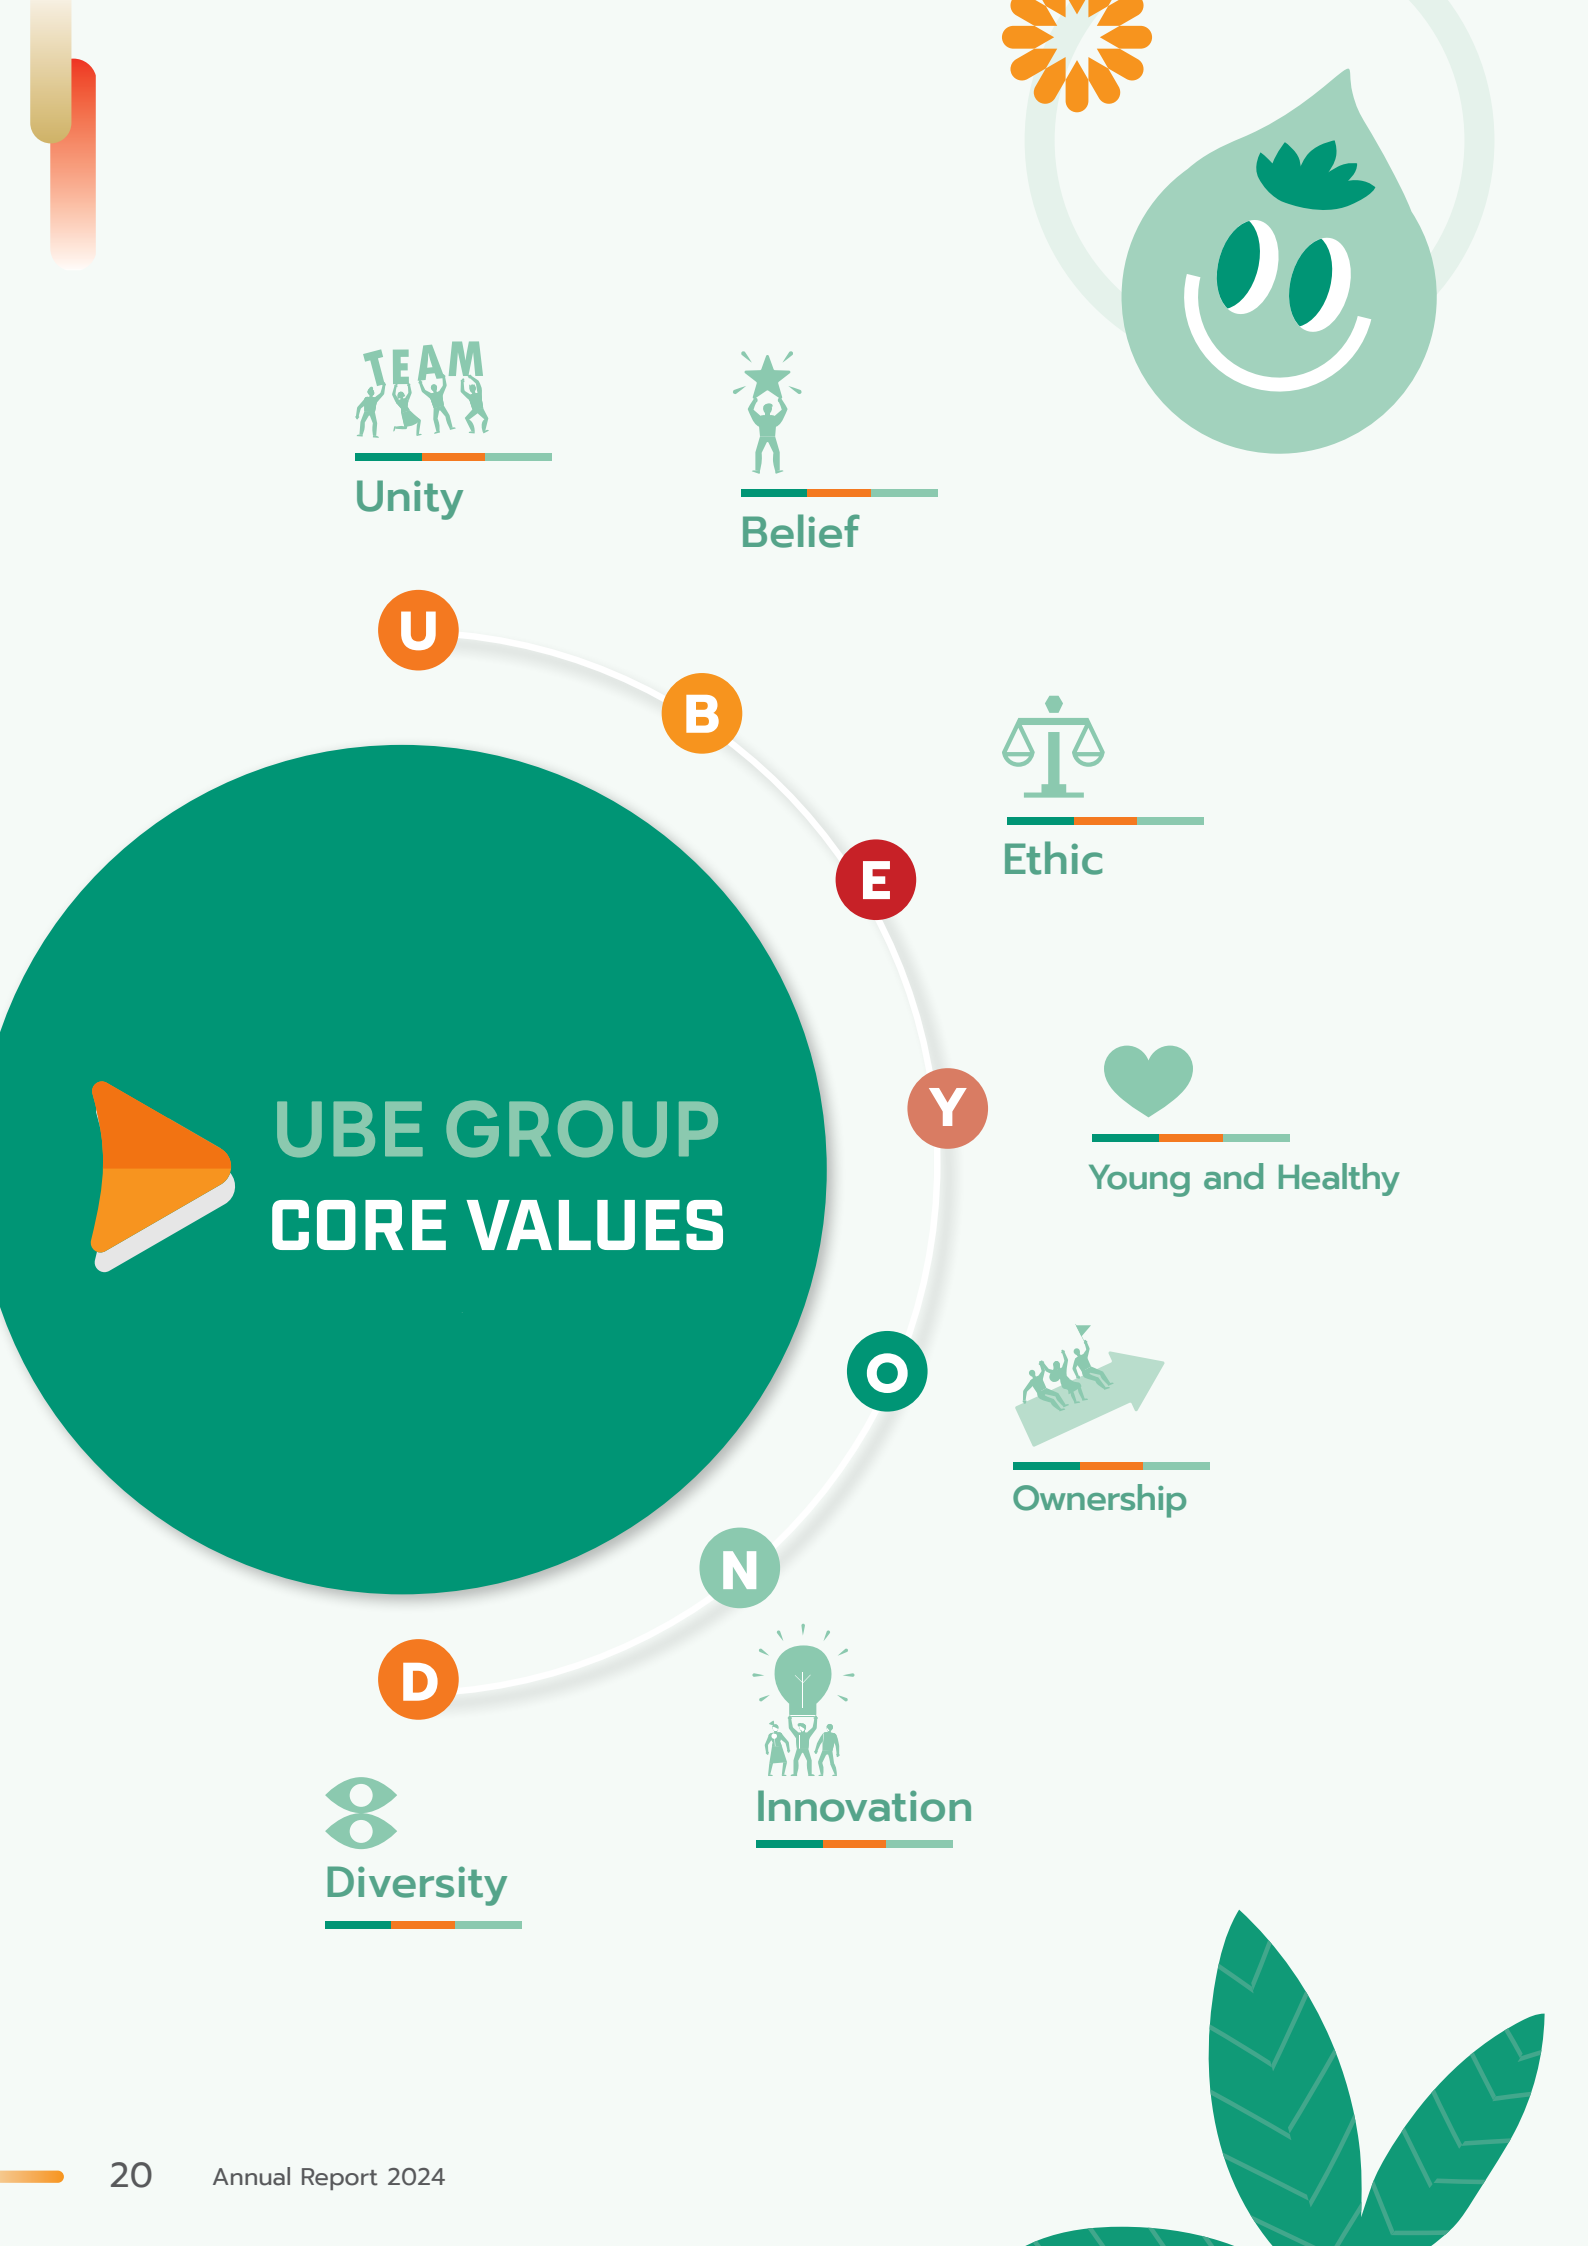 TEAM
Unity
Belief
U
B
Ethic
E
Y
Young and Healthy
UBE GROUP
CORE VALUES
O
Ownership
N
D
Innovation
Diversity
20 Annual Report 2024